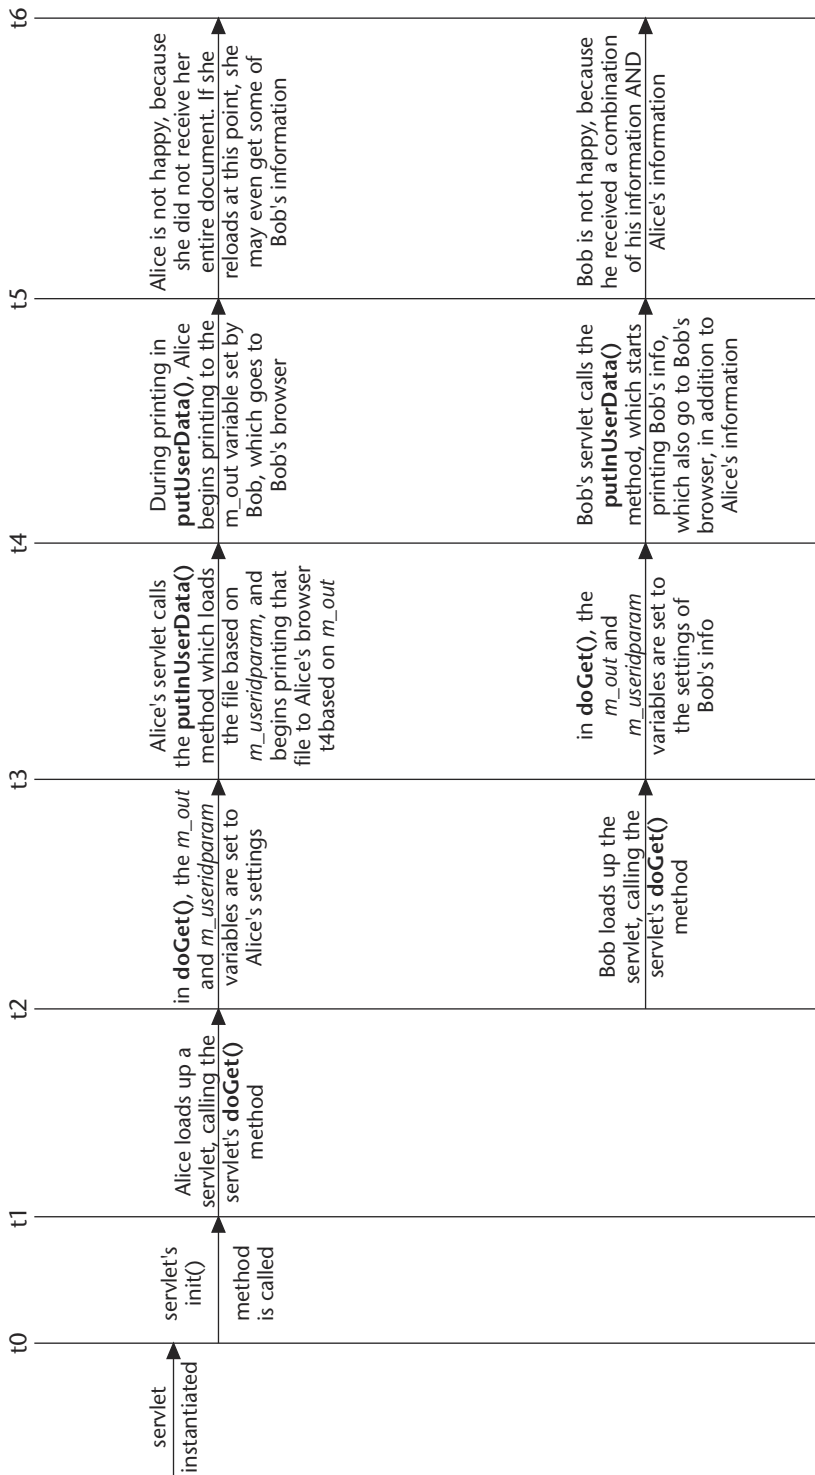 t0
t1
t2
t3
t4
t5
t6
servlet
instantiated
servlet's
init()
method
is called
Alice loads up a
servlet, calling the
servlet's doGet()
method
in doGet(), the m_out
and m_useridparam
variables are set to
Alice's settings
Alice's servlet calls
the putInUserData()
method which loads
the file based on
m_useridparam, and
begins printing that
file to Alice's browser
t4based on m_out
During printing in
putUserData(), Alice
begins printing to the
m_out variable set by
Bob, which goes to
Bob's browser
Alice is not happy, because
she did not receive her
entire document. If she
reloads at this point, she
may even get some of
Bob's information
Bob loads up the
servlet, calling the
servlet's doGet()
method
in doGet(), the
m_out and
m_useridparam
variables are set to
the settings of
Bob's info
Bob's servlet calls the
putInUserData()
method, which starts
printing Bob's info,
which also go to Bob's
browser, in addition to
Alice's information
Bob is not happy, because
he received a combination
of his information AND
Alice's information